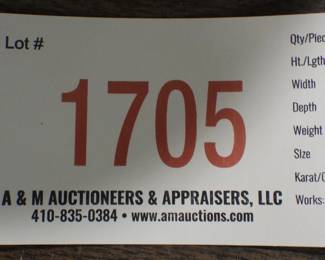 Lot #
1705
A & M AUCTIONEERS & APPRAISERS, LLC
410-835-0384 • www.amauctions.com
Qty/Piec
Ht./Lgth
Width
Depth
Weight
Size
Karat/C
Works: